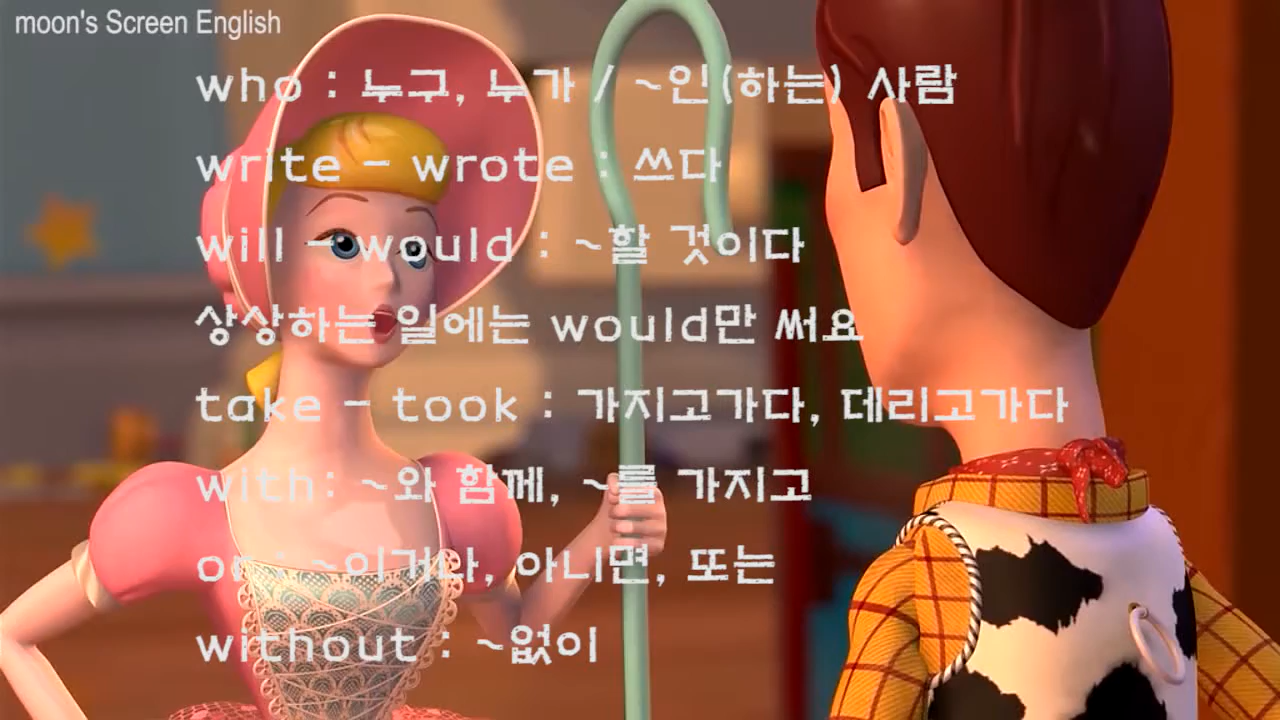 moon's Screen English
who : 누구, 누가 / ~인(하는) 사람
write - wrote : 쓰다
will - would : ~할 것이다
상상하는 일에는 would만 써요
take - took : 가지고가다, 데리고가다
with: ~와 함께, ~를 가지고
or : ~이거나, 아니면, 또는
without : ~없이